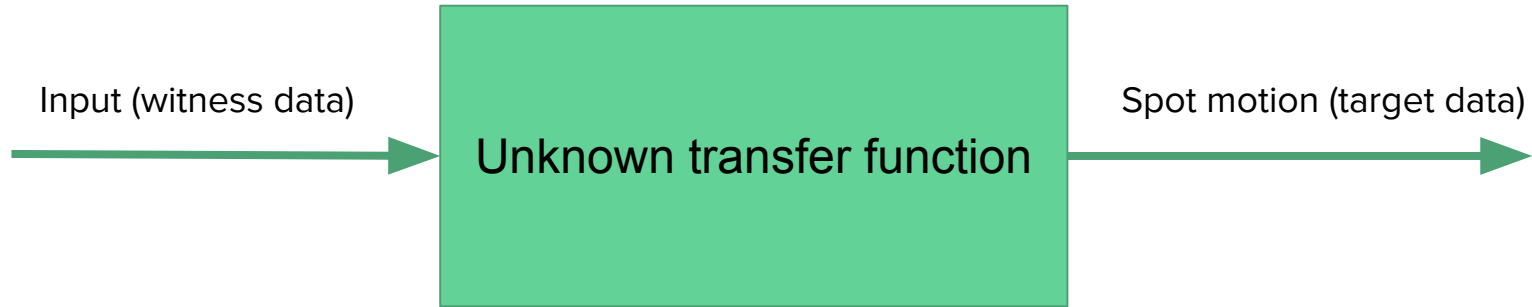 Input (witness data)
Unknown transfer function
Spot motion (target data)